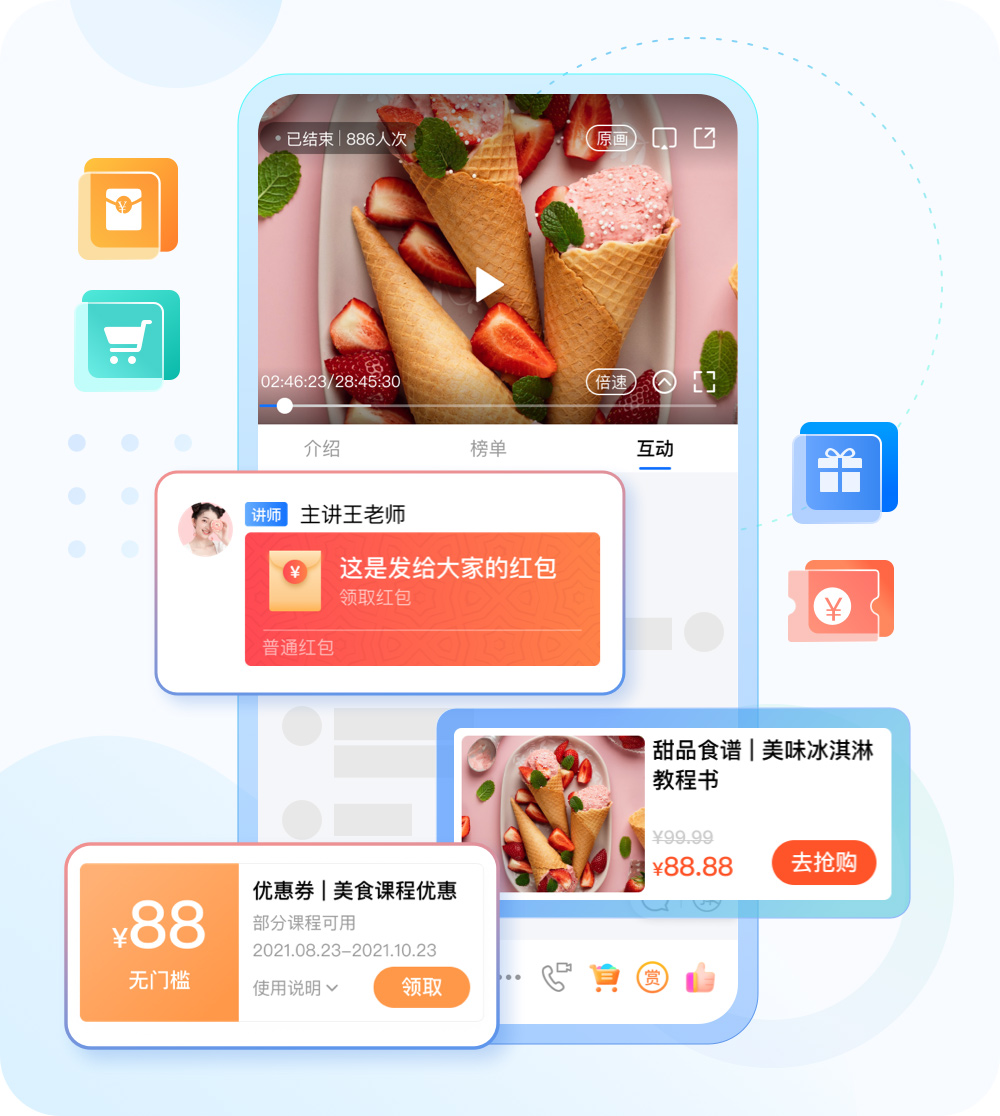 已结束 | 886人次
原画
02:46:23/28:45:30
倍速
介绍
榜单
互动
讲师
主讲王老师
¥
这是发给大家的红包
领取红包
普通红包
甜品食谱 | 美味冰淇淋
教程书
¥99.99
¥88.88
去抢购
¥88
无门槛
优惠券 | 美食课程优惠
部分课程可用
2021.08.23-2021.10.23
使用说明
领取
赏
¥
¥